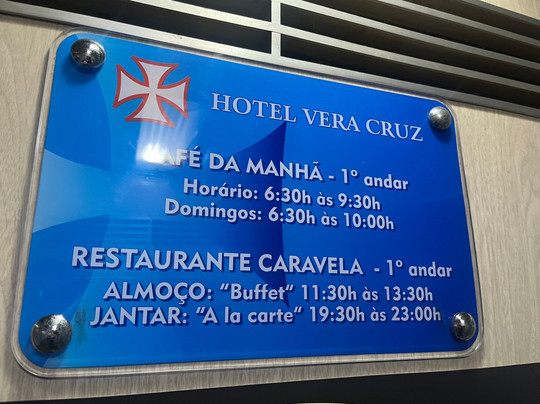 HOTEL VERA CRUZ
CAFÉ DA MANHÃ - 1º andar
Horário: 6:30h às 9:30h
Domingos: 6:30h às 10:00h
RESTAURANTE CARAVELA - 1º andar
ALMOÇO: “Buffet” 11:30h às 13:30h
JANTAR: “A la carte“ 19:30h às 23:00h